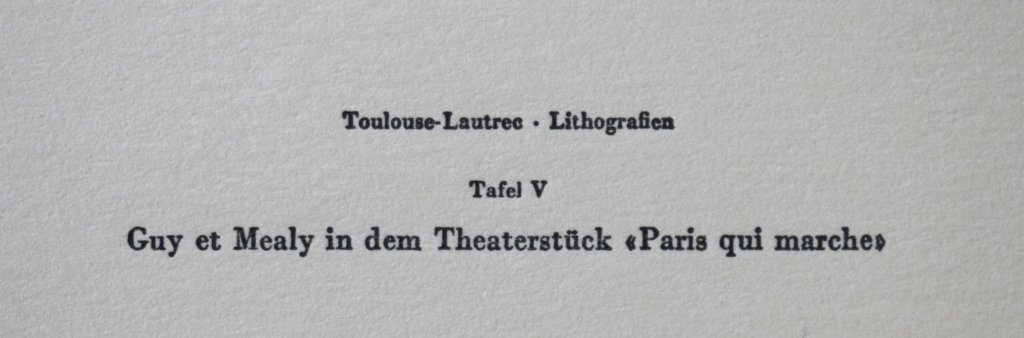 Toulouse-Lautrec · Lithografien
Tafel V
Guy et Mealy in dem Theaterstück «Paris qui marche»